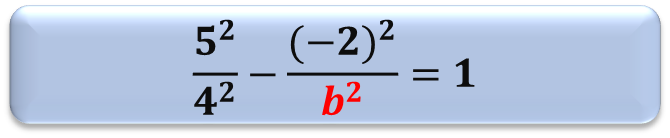 5²/4² − (−2)²/b² = 1